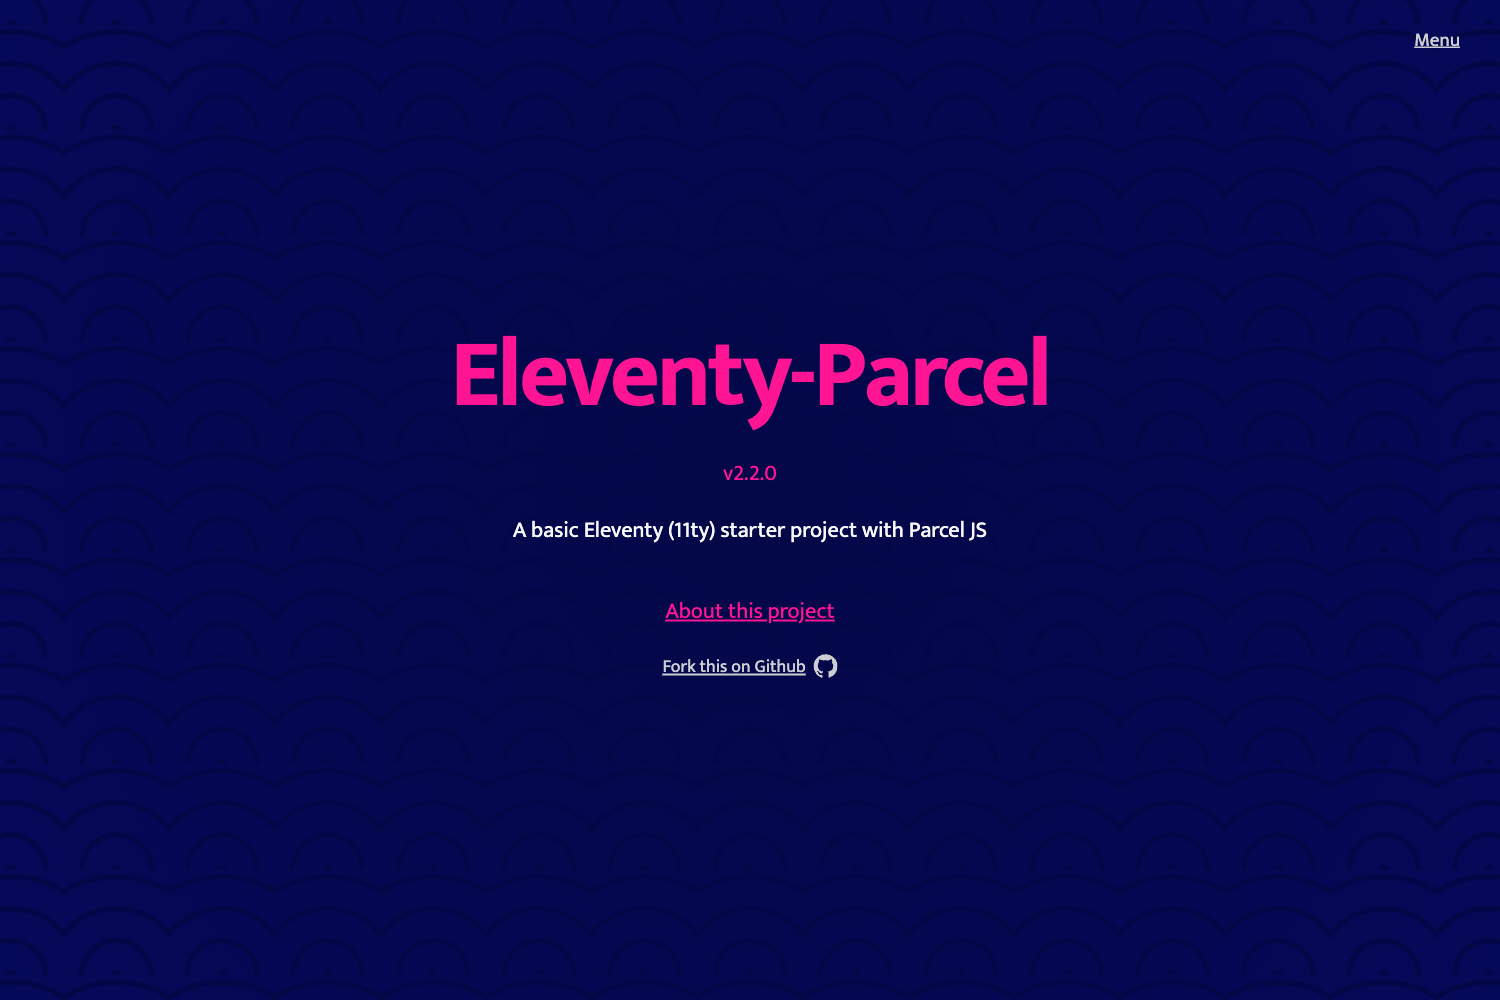 Menu
Eleventy-Parcel
v2.2.0
A basic Eleventy (11ty) starter project with Parcel JS
About this project
Fork this on Github